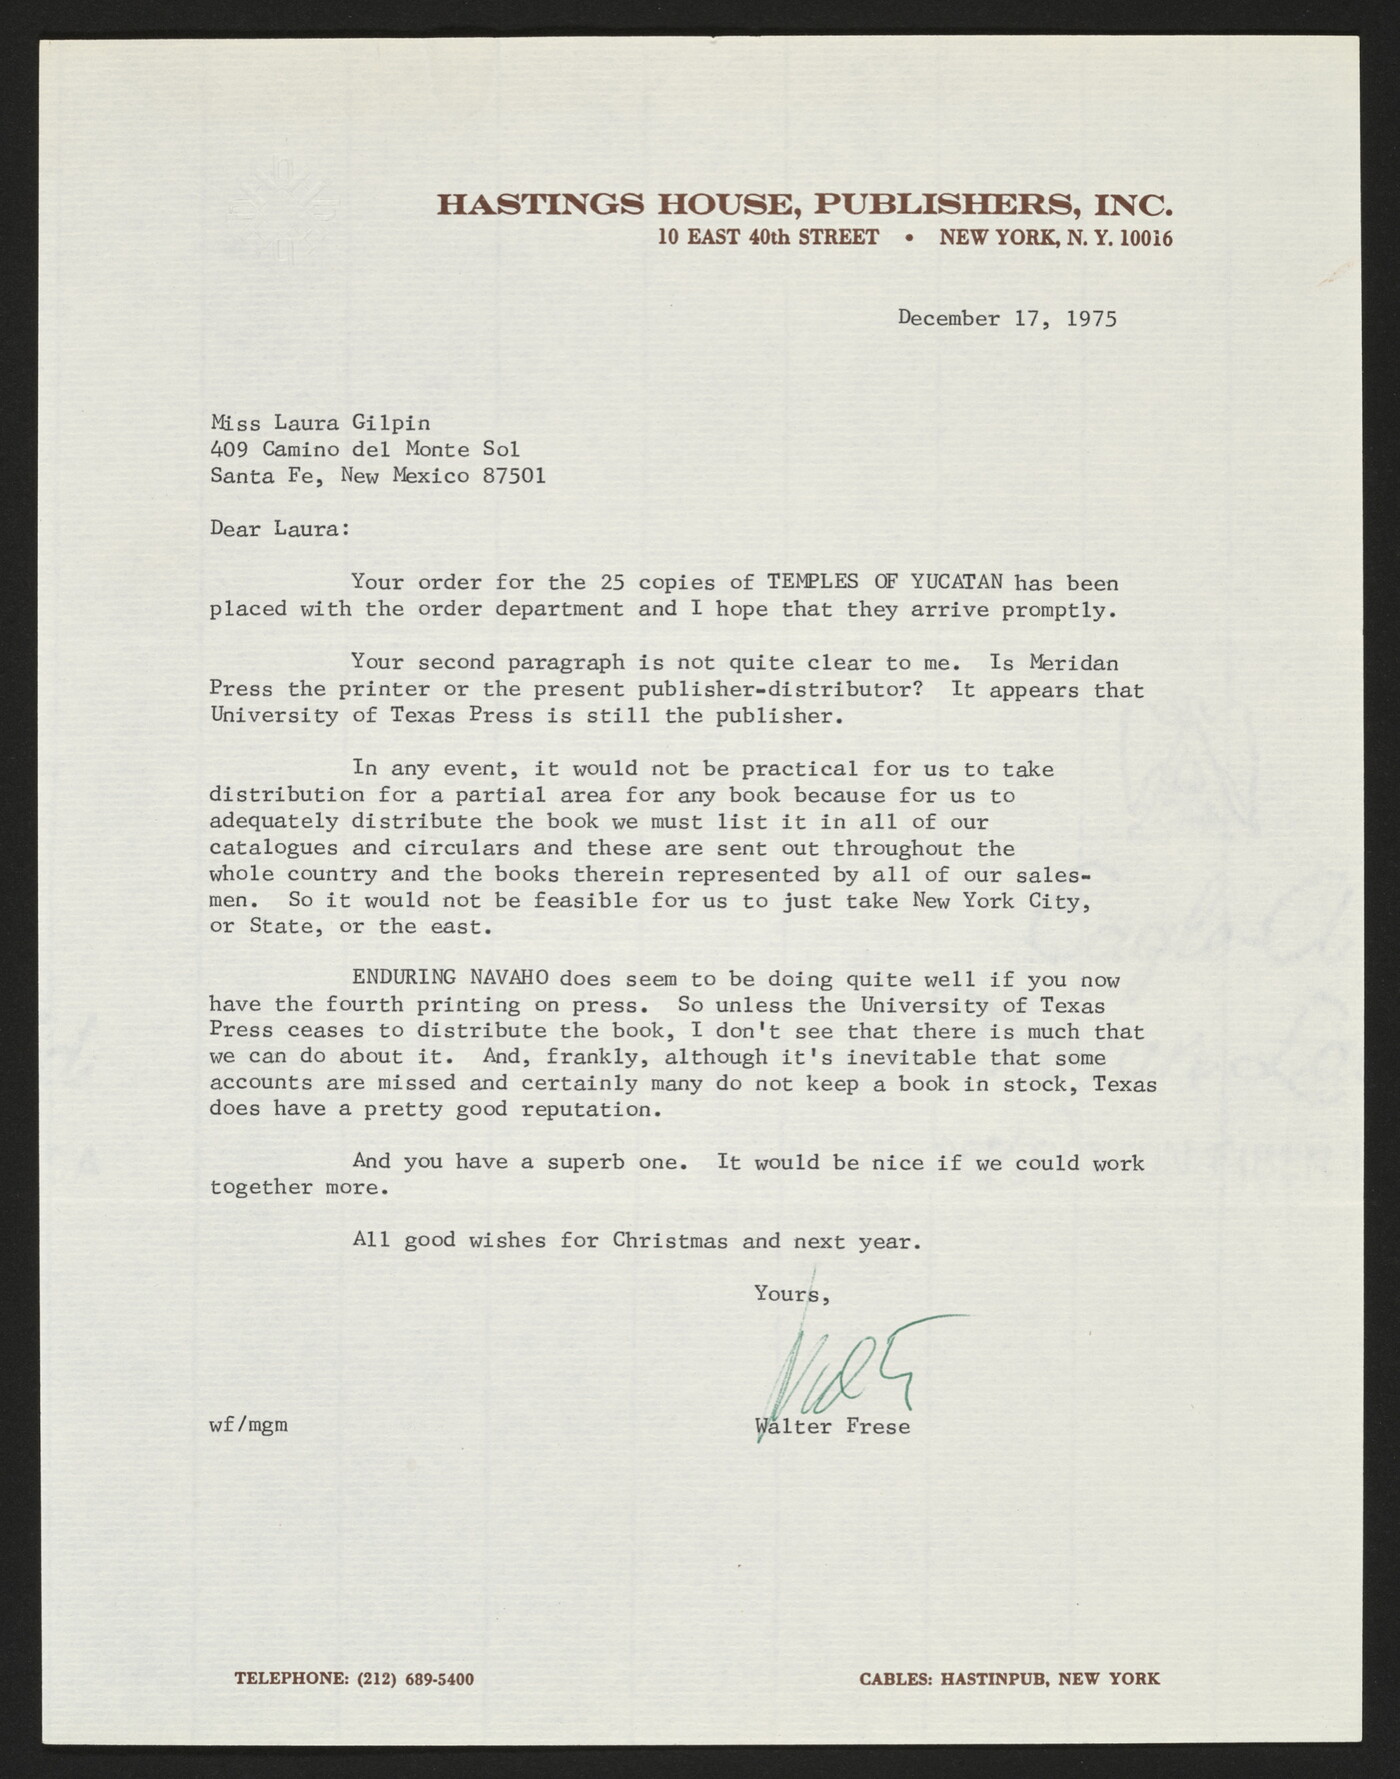 HASTINGS HOUSE, PUBLISHERS, INC.
10 EAST 40th STREET • NEW YORK, N. Y. 10016
December 17, 1975
Miss Laura Gilpin
409 Camino del Monte Sol
Santa Fe, New Mexico 87501
Dear Laura:
Your order for the 25 copies of TEMPLES OF YUCATAN has been
placed with the order department and I hope that they arrive promptly.
Your second paragraph is not quite clear to me. Is Meridan
Press the printer or the present publisher-distributor? It appears that
University of Texas Press is still the publisher.
In any event, it would not be practical for us to take
distribution for a partial area for any book because for us to
adequately distribute the book we must list it in all of our
catalogues and circulars and these are sent out throughout the
whole country and the books therein represented by all of our sales-
men. So it would not be feasible for us to just take New York City,
or State, or the east.
ENDURING NAVAHO does seem to be doing quite well if you now
have the fourth printing on press. So unless the University of Texas
Press ceases to distribute the book, I don't see that there is much that
we can do about it. And, frankly, although it's inevitable that some
accounts are missed and certainly many do not keep a book in stock, Texas
does have a pretty good reputation.
And you have a superb one. It would be nice if we could work
together more.
All good wishes for Christmas and next year.
Yours,
Walter Frese
wf/mgm
TELEPHONE: (212) 689-5400
CABLES: HASTINPUB, NEW YORK